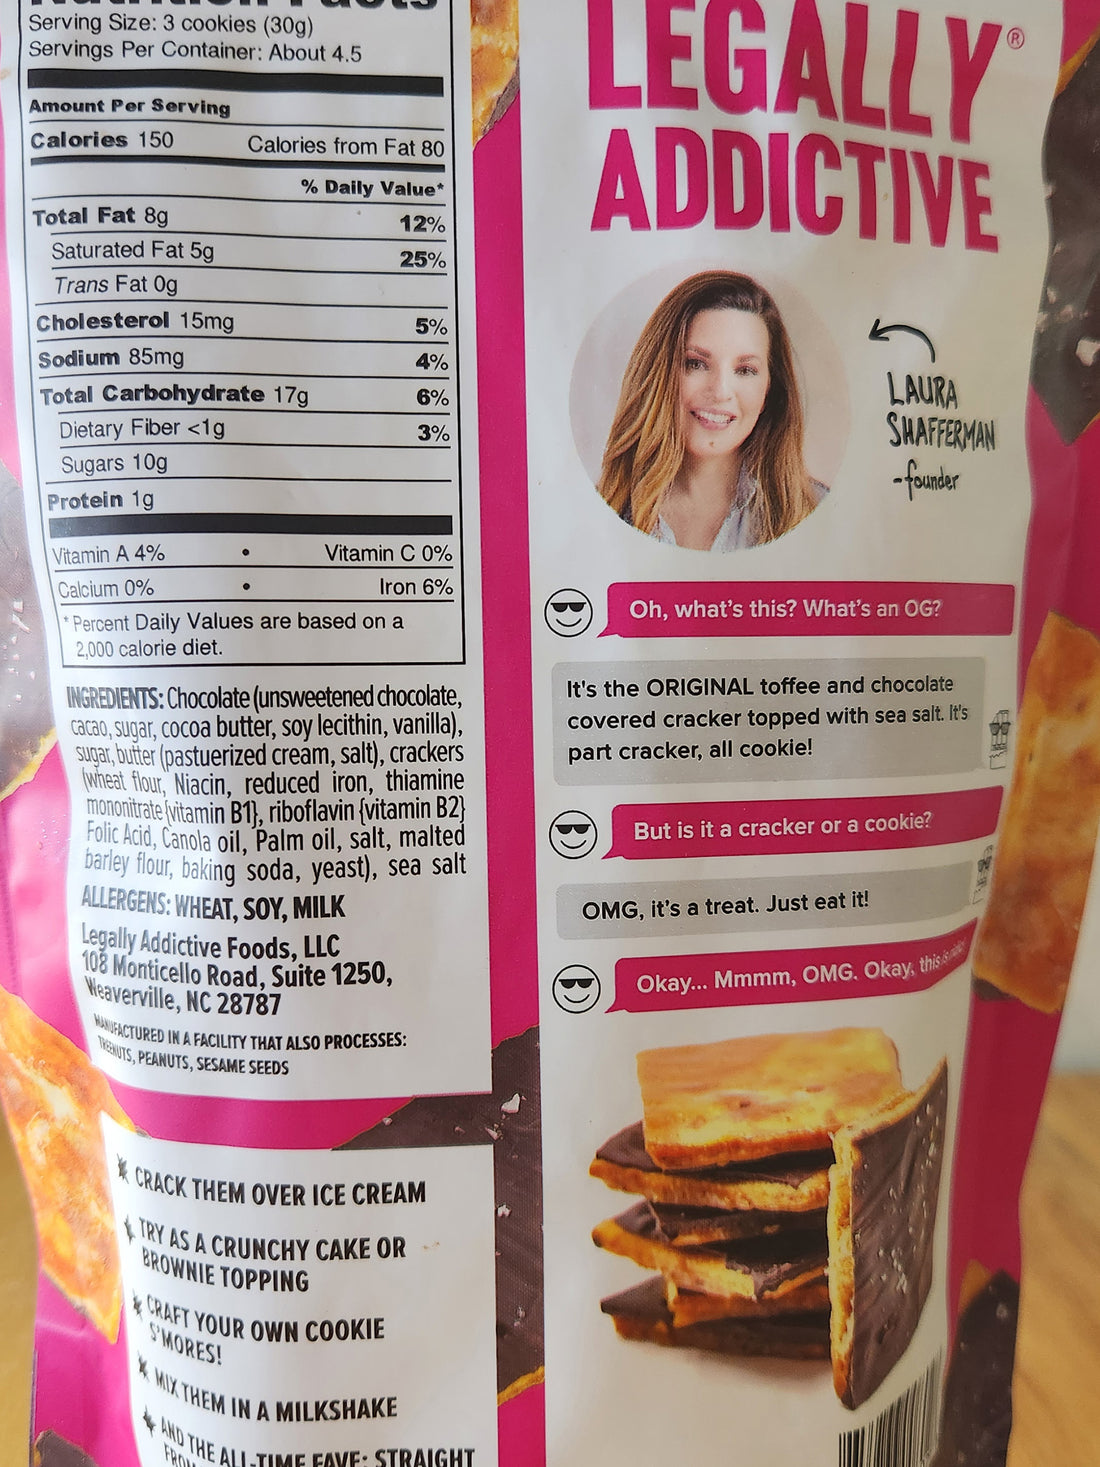 Nutrition Facts
Serving Size: 3 cookies (30g)
Servings Per Container: About 4.5
Amount Per Serving
Calories 150 Calories from Fat 80
% Daily Value*
Total Fat 8g 12%
Saturated Fat 5g 25%
Trans Fat 0g
Cholesterol 15mg 5%
Sodium 85mg 4%
Total Carbohydrate 17g 6%
Dietary Fiber <1g 3%
Sugars 10g
Protein 1g
Vitamin A 4% • Vitamin C 0%
Calcium 0% • Iron 6%
* Percent Daily Values are based on a
2,000 calorie diet.
INGREDIENTS: Chocolate (unsweetened chocolate,
cacao, sugar, cocoa butter, soy lecithin, vanilla),
sugar, butter (pastuerized cream, salt), crackers
(wheat flour, Niacin, reduced iron, thiamine
mononitrate {vitamin B1}, riboflavin {vitamin B2}
Folic Acid, Canola oil, Palm oil, salt, malted
barley flour, baking soda, yeast), sea salt
ALLERGENS: WHEAT, SOY, MILK
Legally Addictive Foods, LLC
108 Monticello Road, Suite 1250,
Weaverville, NC 28787
MANUFACTURED IN A FACILITY THAT ALSO PROCESSES:
TREENUTS, PEANUTS, SESAME SEEDS
CRACK THEM OVER ICE CREAM
TRY AS A CRUNCHY CAKE OR
BROWNIE TOPPING
CRAFT YOUR OWN COOKIE
S'MORES!
MIX THEM IN A MILKSHAKE
AND THE ALL-TIME FAVE: STRAIGHT
FROM
LEGALLY®
ADDICTIVE
LAURA
SHAFFERMAN
-founder
Oh, what's this? What's an OG?
It's the ORIGINAL toffee and chocolate
covered cracker topped with sea salt. It's
part cracker, all cookie!
But is it a cracker or a cookie?
OMG, it's a treat. Just eat it!
Okay... Mmmm, OMG. Okay, this is